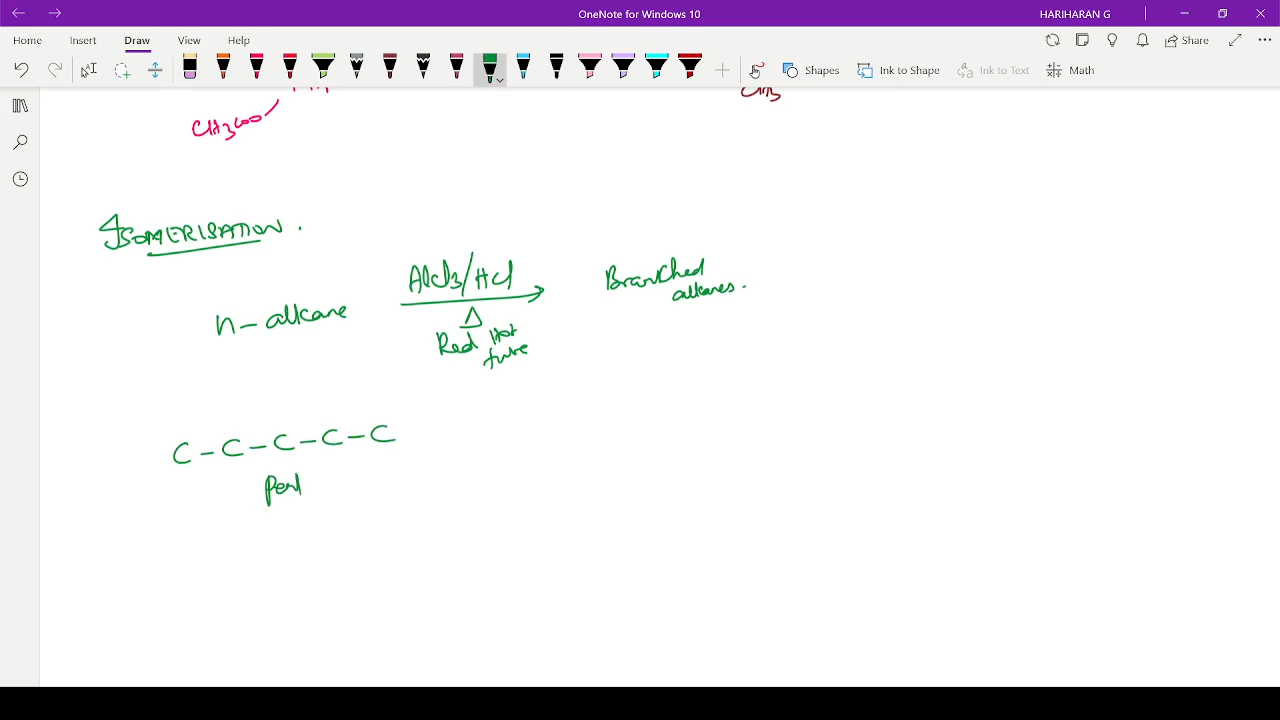 OneNote for Windows 10
HARIHARAN G
Home Insert Draw View Help
Share
Shapes Ink to Shape Ink to Text Math
CH3
CH3COO
ISOMERISATION.
n-alkane AlCl3/HCl Branched
alkanes.
Δ
Red Hot
tube
C-C-C-C-C
Pent